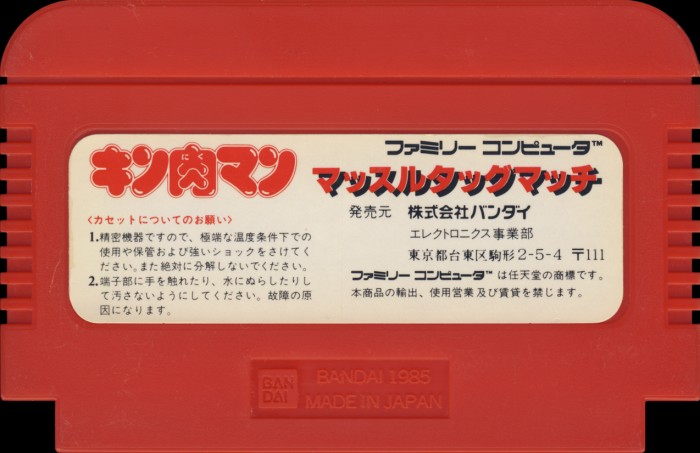 キン肉マン
ファミリー コンピュータ™
マッスルタッグマッチ
発売元 株式会社バンダイ
エレクトロニクス事業部
東京都台東区駒形2-5-4 〒111
ファミリー コンピュータ™ は任天堂の商標です。
本商品の輸出、使用営業及び賃貸を禁じます。
〈カセットについてのお願い〉
1.精密機器ですので、極端な温度条件下での
使用や保管および強いショックをさけてく
ださい。また絶対に分解しないでください。
2.端子部に手を触れたり、水にぬらしたりし
て汚さないようにしてください。故障の原
因になります。
BAN
DAI
BANDAI 1985
MADE IN JAPAN